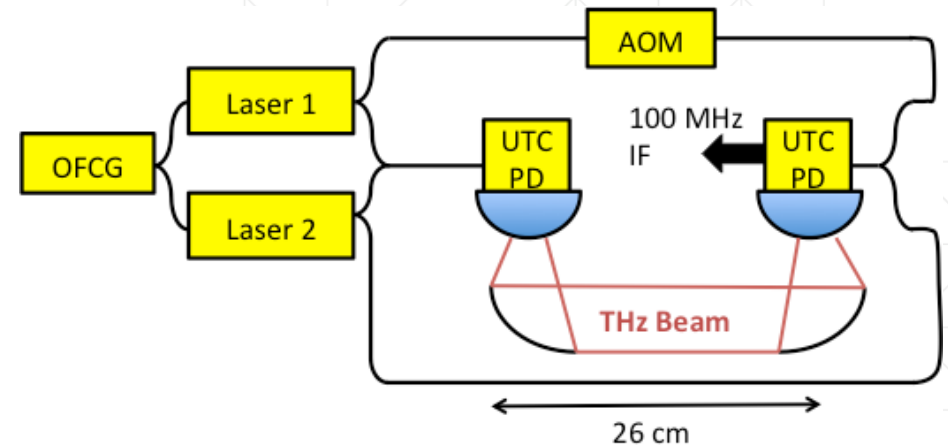 AOM
Laser 1
100 MHz
IF
UTC
PD
UTC
PD
OFCG
Laser 2
THz Beam
26 cm